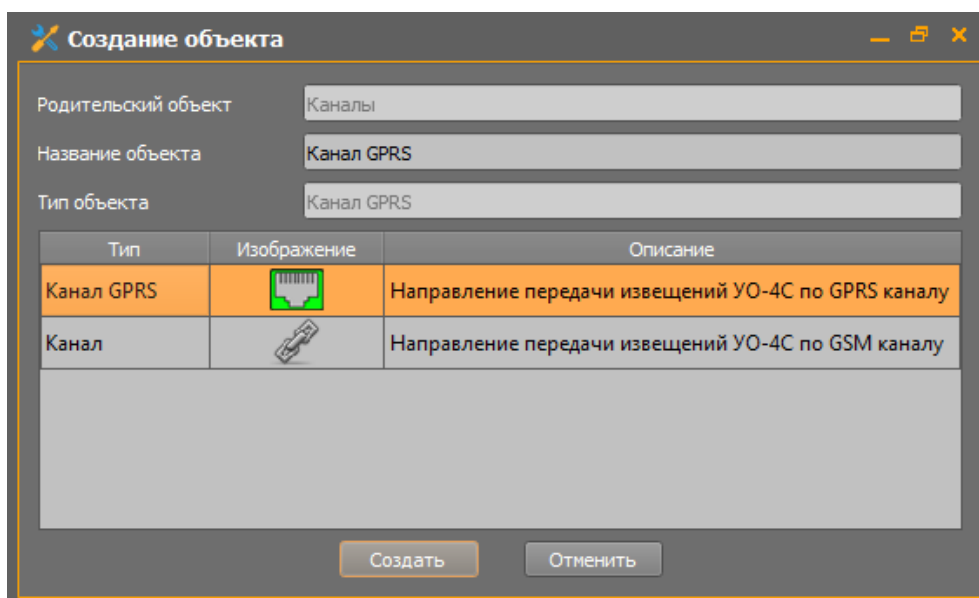 Создание объекта
Родительский объект Каналы
Название объекта Канал GPRS
Тип объекта Канал GPRS
Тип Изображение Описание
Канал GPRS Направление передачи извещений УО-4С по GPRS каналу
Канал Направление передачи извещений УО-4С по GSM каналу
Создать Отменить